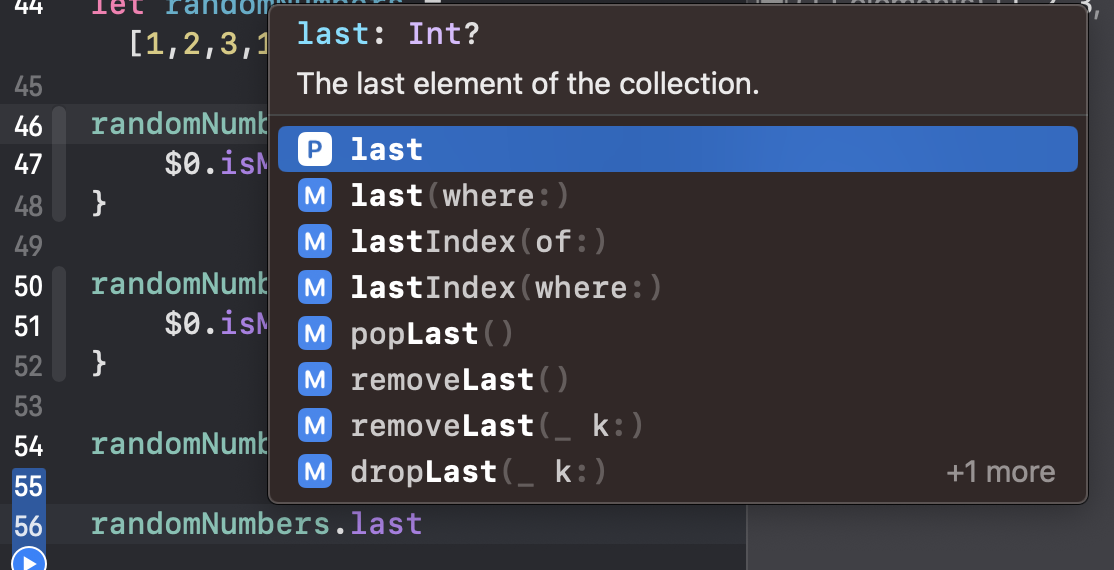 44 let randomNumbers =
[1,2,3,1
45
46 randomNumb
47 $0.isM
48 }
49
50 randomNumb
51 $0.isM
52 }
53
54 randomNumb
55
56 randomNumbers.last
last: Int?
The last element of the collection.
P last
M last(where:)
M lastIndex(of:)
M lastIndex(where:)
M popLast()
M removeLast()
M removeLast(_ k:)
M dropLast(_ k:)
+1 more